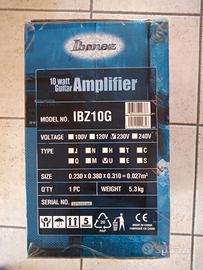 Ibanez
10 watt Guitar Amplifier
MODEL NO. IBZ10G
VOLTAGE 100V 120V 230V 240V
TYPE J N H T C
Q M U E S
SIZE 0.230 x 0.380 x 0.310 = 0.027m³
Q'TY 1 PC WEIGHT 5.3kg
SERIAL NO.